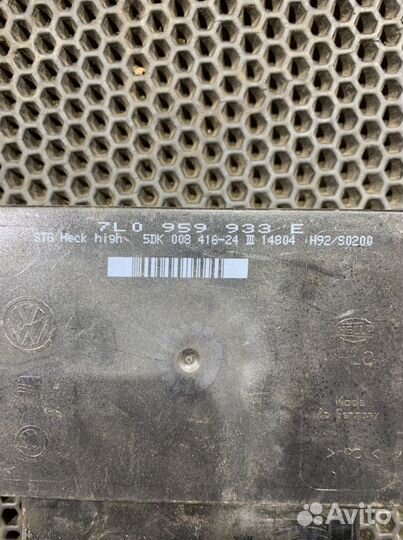 7L0 959 933 E
STG Heck high 5DK 008 416-24 III 14804 :H92/S0200
Made
in Germany
Avito